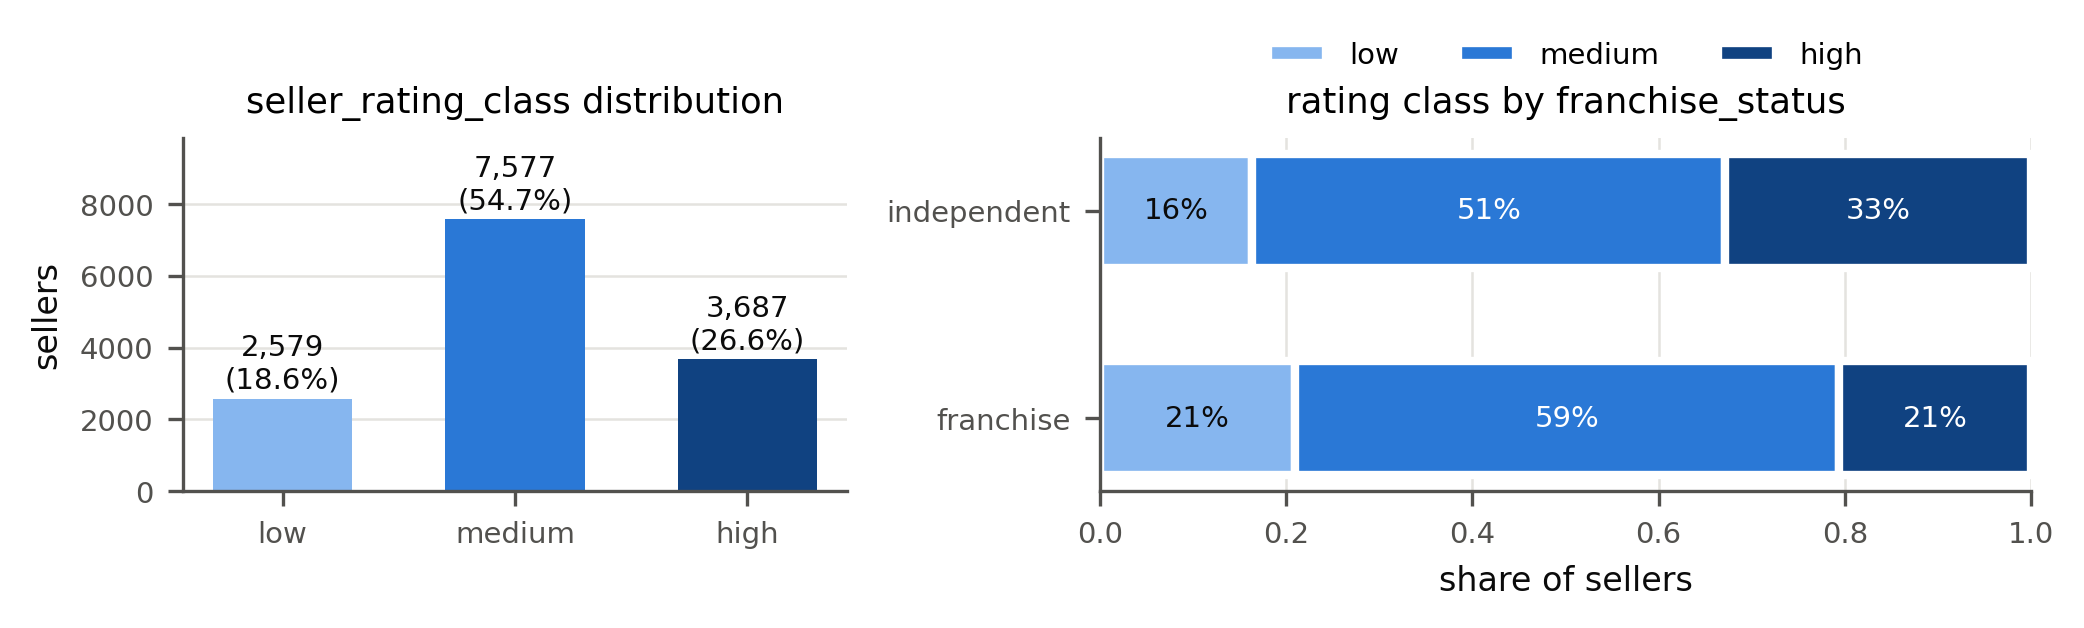 seller_rating_class distribution
sellers
8000
6000
4000
2000
0
2,579
(18.6%)
7,577
(54.7%)
3,687
(26.6%)
low
medium
high
low medium high
rating class by franchise_status
independent
16% 51% 33%
franchise
21% 59% 21%
0.0 0.2 0.4 0.6 0.8 1.0
share of sellers